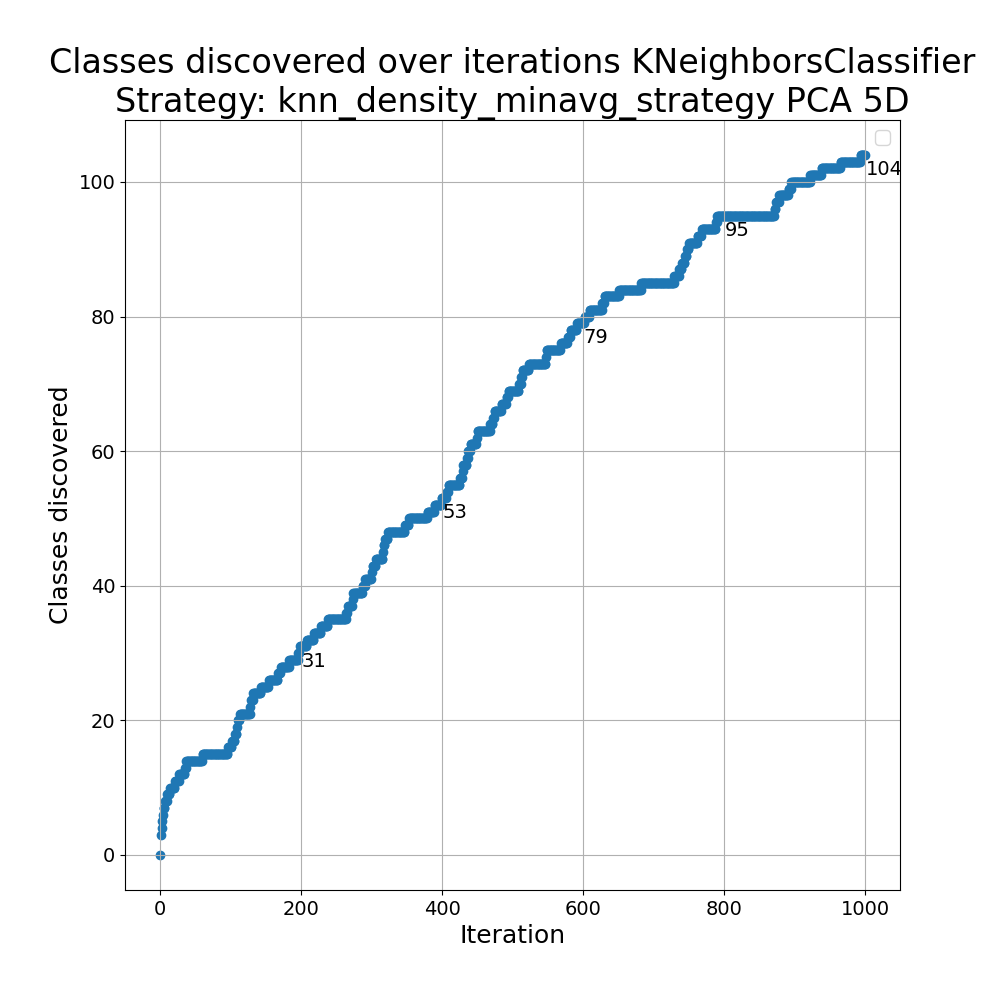 Classes discovered over iterations KNeighborsClassifier
Strategy: knn_density_minavg_strategy PCA 5D
Classes discovered
100
80
60
40
20
0
104
95
79
53
31
0 200 400 600 800 1000
Iteration